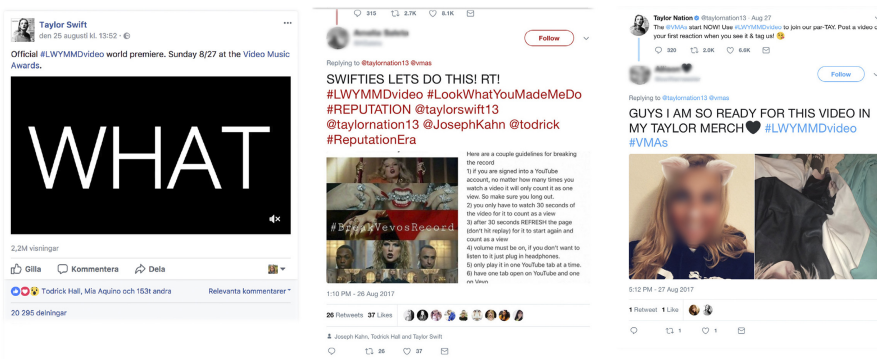 Taylor Swift
den 25 augusti kl. 13:52 ·
Official #LWYMMDvideo world premiere. Sunday 8/27 at the Video Music
Awards.
WHAT
2,2M visningar
Gilla Kommentera Dela
Todrick Hall, Mia Aquino och 153t andra Relevanta kommentarer
20 295 delningar
315 2.7K 8.1K
Follow
Replying to @taylornation13 @vmas
SWIFTIES LETS DO THIS! RT!
#LWYMMDvideo #LookWhatYouMadeMeDo
#REPUTATION @taylorswift13
@taylornation13 @JosephKahn @todrick
#ReputationEra
#BreakVevosRecord
Here are a couple guidelines for breaking
the record
1) if you are signed into a YouTube
account, no matter how many times you
watch a video it will only count it as one
view. So make sure you long out.
2) you only have to watch 30 seconds of
the video for it to count as a view
3) after 30 seconds REFRESH the page
(don't hit replay) for it to start again and
count as a view
4) volume must be on, if you don't want to
listen to it just plug in headphones.
5) only play it in one YouTube tab at a time.
6) have one tab open on YouTube and one
on Vevo
1:10 PM - 26 Aug 2017
26 Retweets 37 Likes
Joseph Kahn, Todrick Hall and Taylor Swift
26 37
Taylor Nation @taylornation13 · Aug 27
The @VMAs start NOW! Use #LWYMMDvideo to join our par-TAY. Post a video o
your first reaction when you see it & tag us!
320 2.0K 6.6K
Follow
Replying to @taylornation13 @vmas
GUYS I AM SO READY FOR THIS VIDEO IN
MY TAYLOR MERCH🖤 #LWYMMDvideo
#VMAs
5:12 PM - 27 Aug 2017
1 Retweet 1 Like
1 1